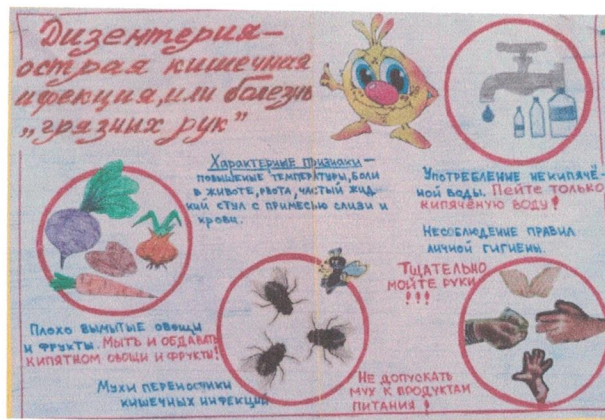 Дизентерия—
острая кишечная
инфекция, или болезнь
„грязных рук"
Характерные признаки—
повышение температуры, боли
в животе, рвота, частый жид-
кий стул с примесью слизи и
крови.
Употребление некипячё-
ной воды. Пейте только
кипячёную воду!
Несоблюдение правил
личной гигиены.
Тщательно
мойте руки
!!!
Плохо вымытые овощи
и фрукты. Мыть и обдавать
кипятком овощи и фрукты!
Мухи переносчики
кишечных инфекций
Не допускать
мух к продуктам
питания!